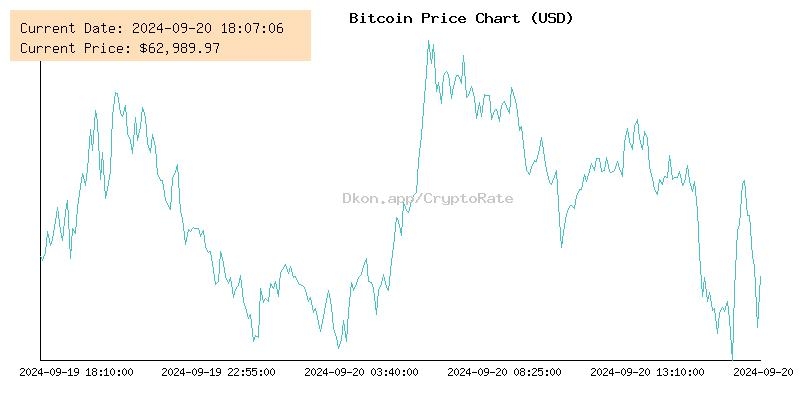 Bitcoin Price Chart (USD)
Current Date: 2024-09-20 18:07:06
Current Price: $62,989.97
Dkon.app/CryptoRate
2024-09-19 18:10:00 2024-09-19 22:55:00 2024-09-20 03:40:00 2024-09-20 08:25:00 2024-09-20 13:10:00 2024-09-20